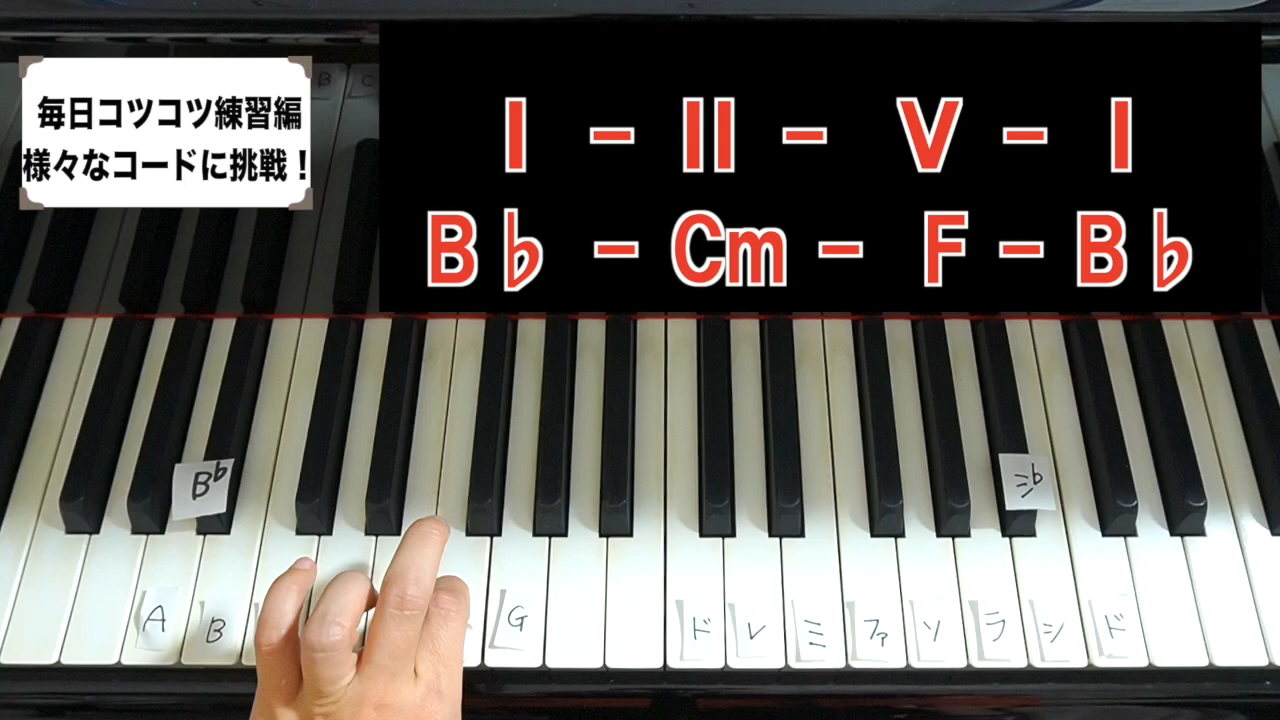 毎日コツコツ練習編
様々なコードに挑戦！
I - II - V - I
B♭ - Cm - F - B♭
B C
B♭
ミ♭
A B G ド レ ミ ファ ソ ラ シ ド